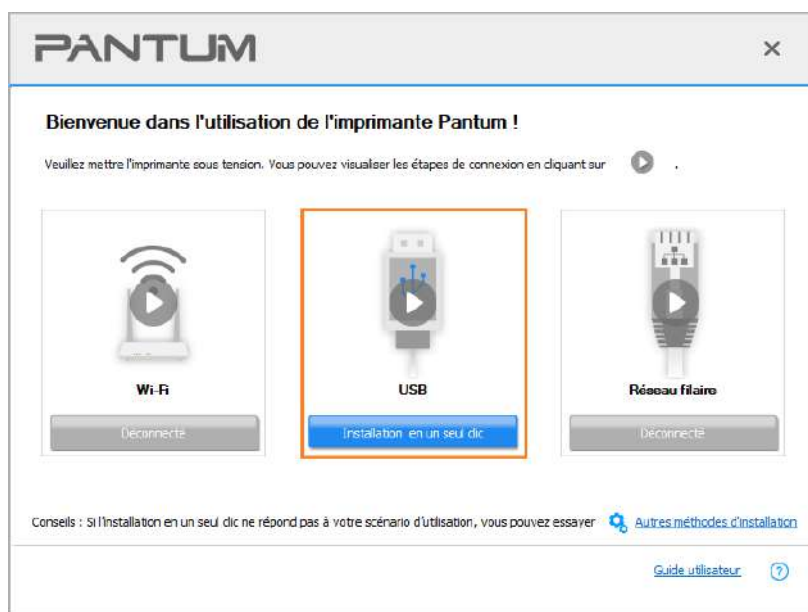 PANTUM
Bienvenue dans l'utilisation de l'imprimante Pantum !
Veuillez mettre l'imprimante sous tension. Vous pouvez visualiser les étapes de connexion en cliquant sur .
Wi-Fi
USB
Réseau filaire
Déconnecté
Installation en un seul clic
Déconnecté
Conseils : Si l'installation en un seul clic ne répond pas à votre scénario d'utilisation, vous pouvez essayer Autres méthodes d'installation
Guide utilisateur ?